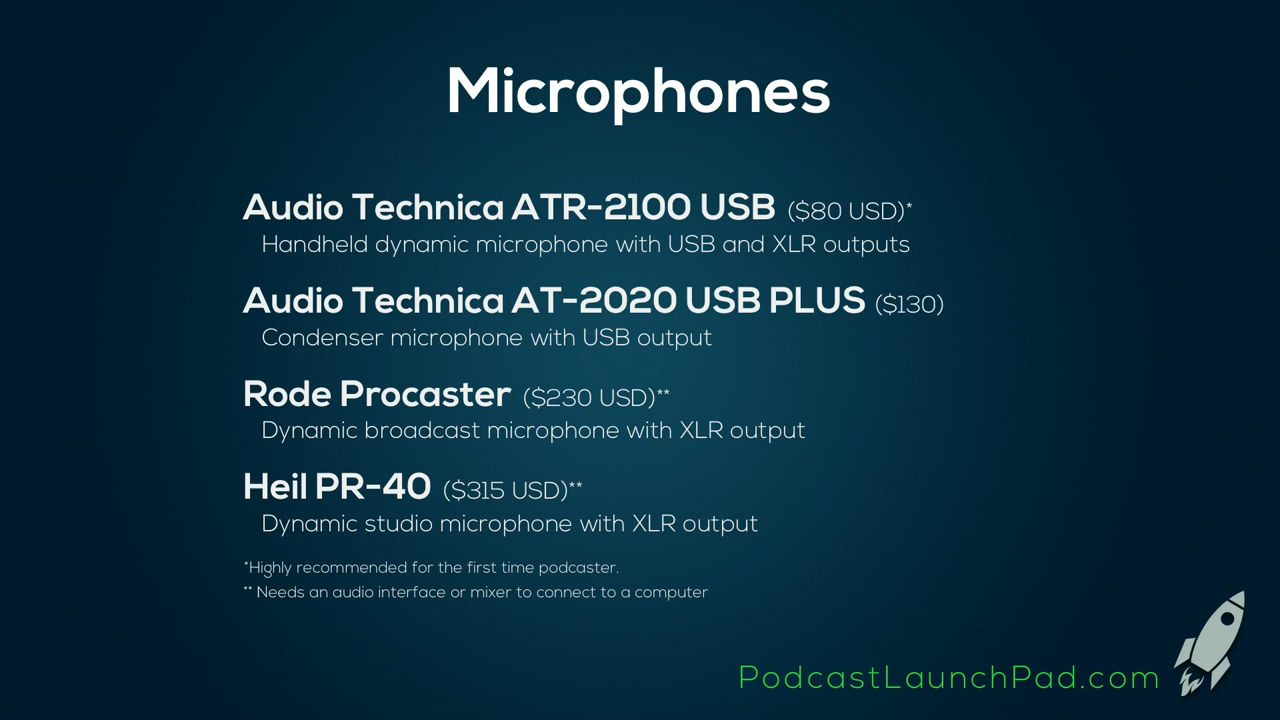 Microphones
Audio Technica ATR-2100 USB ($80 USD)*
Handheld dynamic microphone with USB and XLR outputs
Audio Technica AT-2020 USB PLUS ($130)
Condenser microphone with USB output
Rode Procaster ($230 USD)**
Dynamic broadcast microphone with XLR output
Heil PR-40 ($315 USD)**
Dynamic studio microphone with XLR output
*Highly recommended for the first time podcaster.
** Needs an audio interface or mixer to connect to a computer
PodcastLaunchPad.com